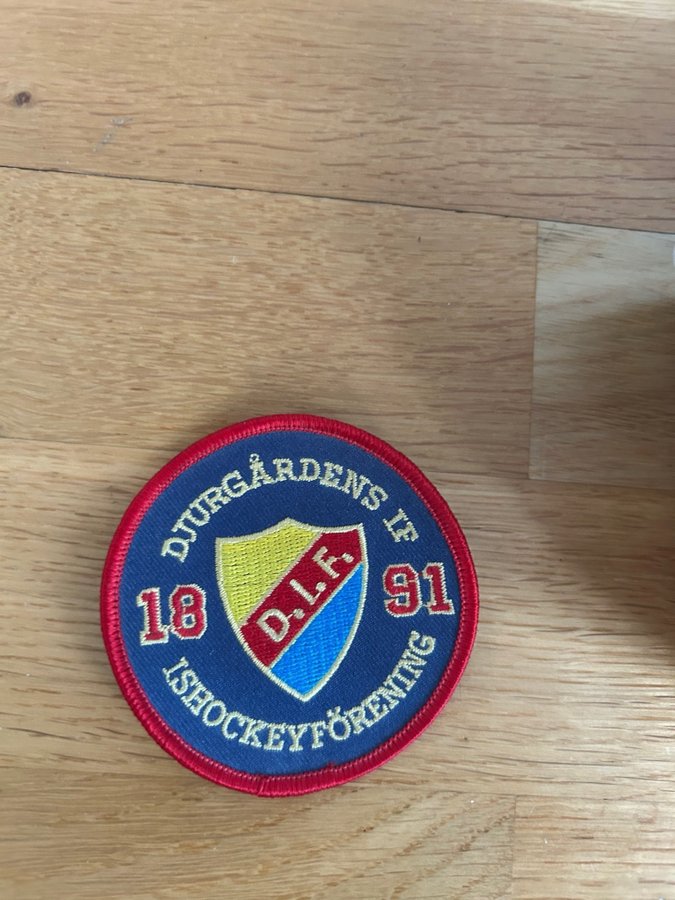 DJURGÅRDENS IF
18 91
D.I.F.
ISHOCKEYFÖRENING